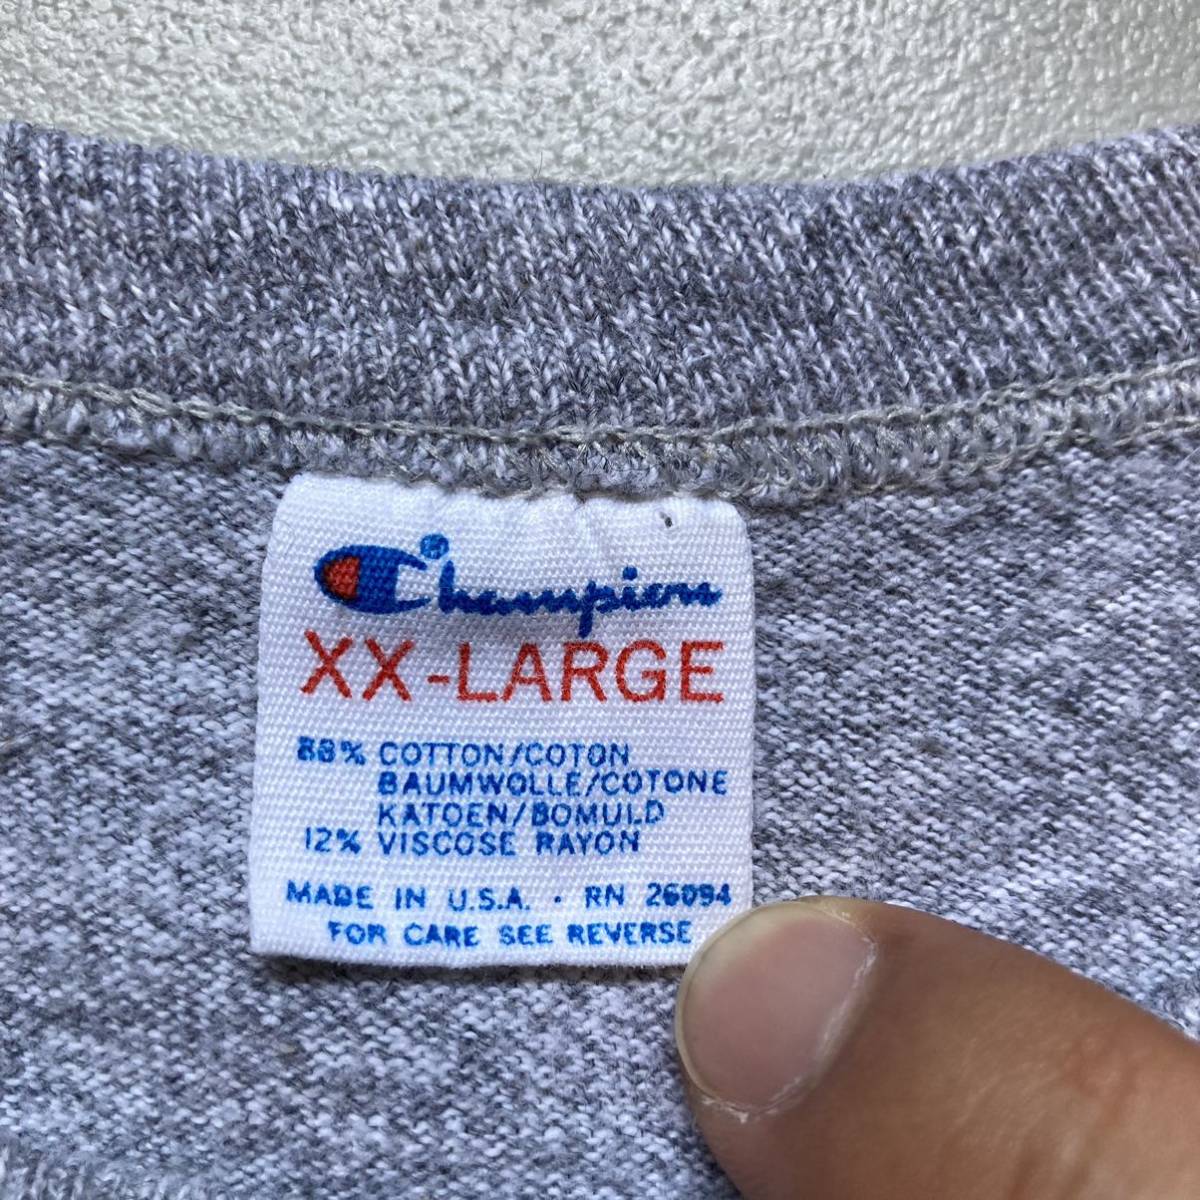 Champion
XX-LARGE
88% COTTON/COTON
BAUMWOLLE/COTONE
KATOEN/BOMULD
12% VISCOSE RAYON
MADE IN U.S.A. · RN 26094
FOR CARE SEE REVERSE